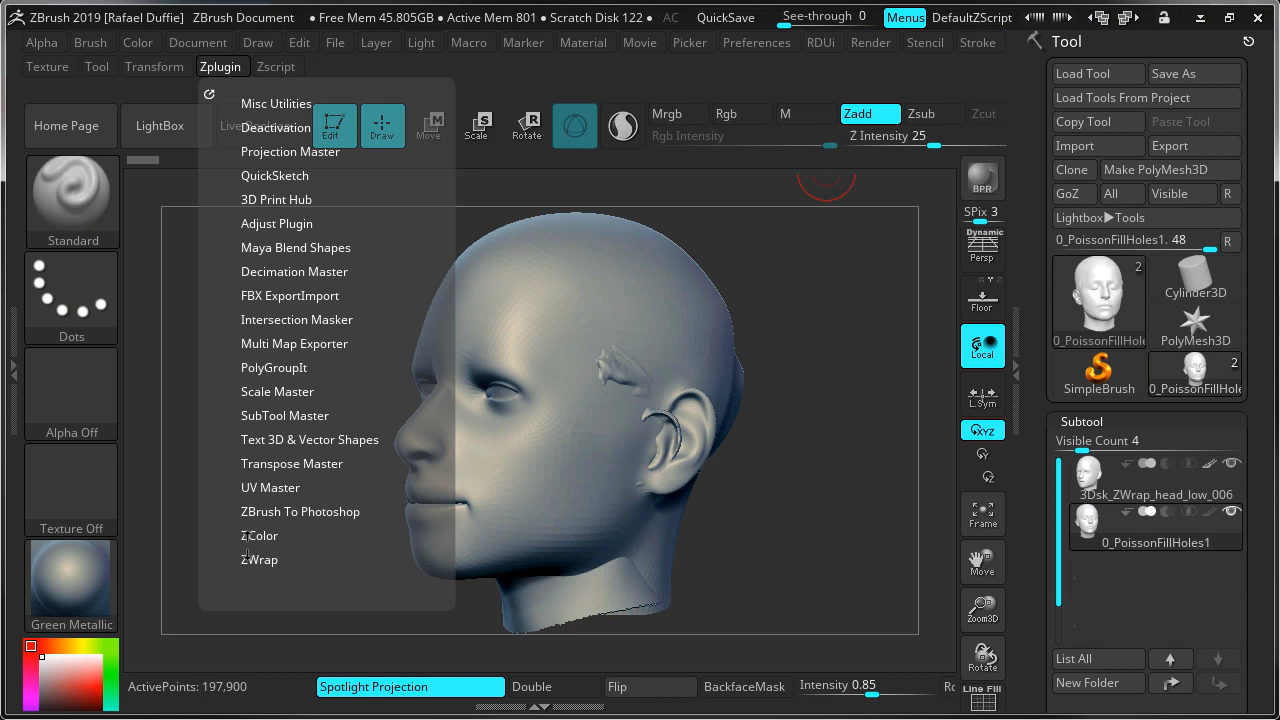 ZBrush 2019 [Rafael Duffie] ZBrush Document • Free Mem 45.805GB • Active Mem 801 • Scratch Disk 122 • AC QuickSave See-through 0 Menus DefaultZScript
Alpha Brush Color Document Draw Edit File Layer Light Macro Marker Material Movie Picker Preferences RDUi Render Stencil Stroke
Texture Tool Transform Zplugin Zscript
Home Page LightBox
Edit Draw Move Scale Rotate
Mrgb Rgb M Zadd Zsub Zcut
Rgb Intensity Z Intensity 25
Misc Utilities
Deactivation
Projection Master
QuickSketch
3D Print Hub
Adjust Plugin
Maya Blend Shapes
Decimation Master
FBX ExportImport
Intersection Masker
Multi Map Exporter
PolyGroupIt
Scale Master
SubTool Master
Text 3D & Vector Shapes
Transpose Master
UV Master
ZBrush To Photoshop
ZColor
ZWrap
Standard
Dots
Alpha Off
Texture Off
Green Metallic
BPR
SPix 3
Dynamic
Persp
Floor
Local
L.Sym
XYZ
Y
Z
Frame
Move
Zoom3D
Rotate
Line Fill
Tool
Load Tool Save As
Load Tools From Project
Copy Tool Paste Tool
Import Export
Clone Make PolyMesh3D
GoZ All Visible R
Lightbox▶Tools
0_PoissonFillHoles1. 48 R
2
Cylinder3D
0_PoissonFillHole PolyMesh3D
2
SimpleBrush 0_PoissonFillHole
Subtool
Visible Count 4
3Dsk_ZWrap_head_low_006
0_PoissonFillHoles1
List All
New Folder
ActivePoints: 197,900 Spotlight Projection Double Flip BackfaceMask Intensity 0.85